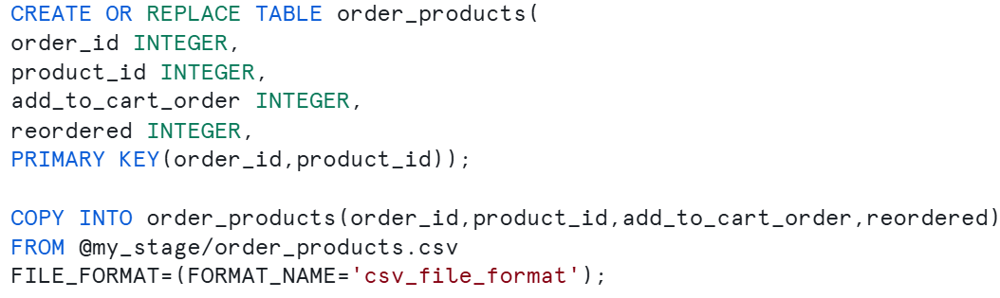 CREATE OR REPLACE TABLE order_products(
order_id INTEGER,
product_id INTEGER,
add_to_cart_order INTEGER,
reordered INTEGER,
PRIMARY KEY(order_id,product_id));
COPY INTO order_products(order_id,product_id,add_to_cart_order,reordered)
FROM @my_stage/order_products.csv
FILE_FORMAT=(FORMAT_NAME='csv_file_format');